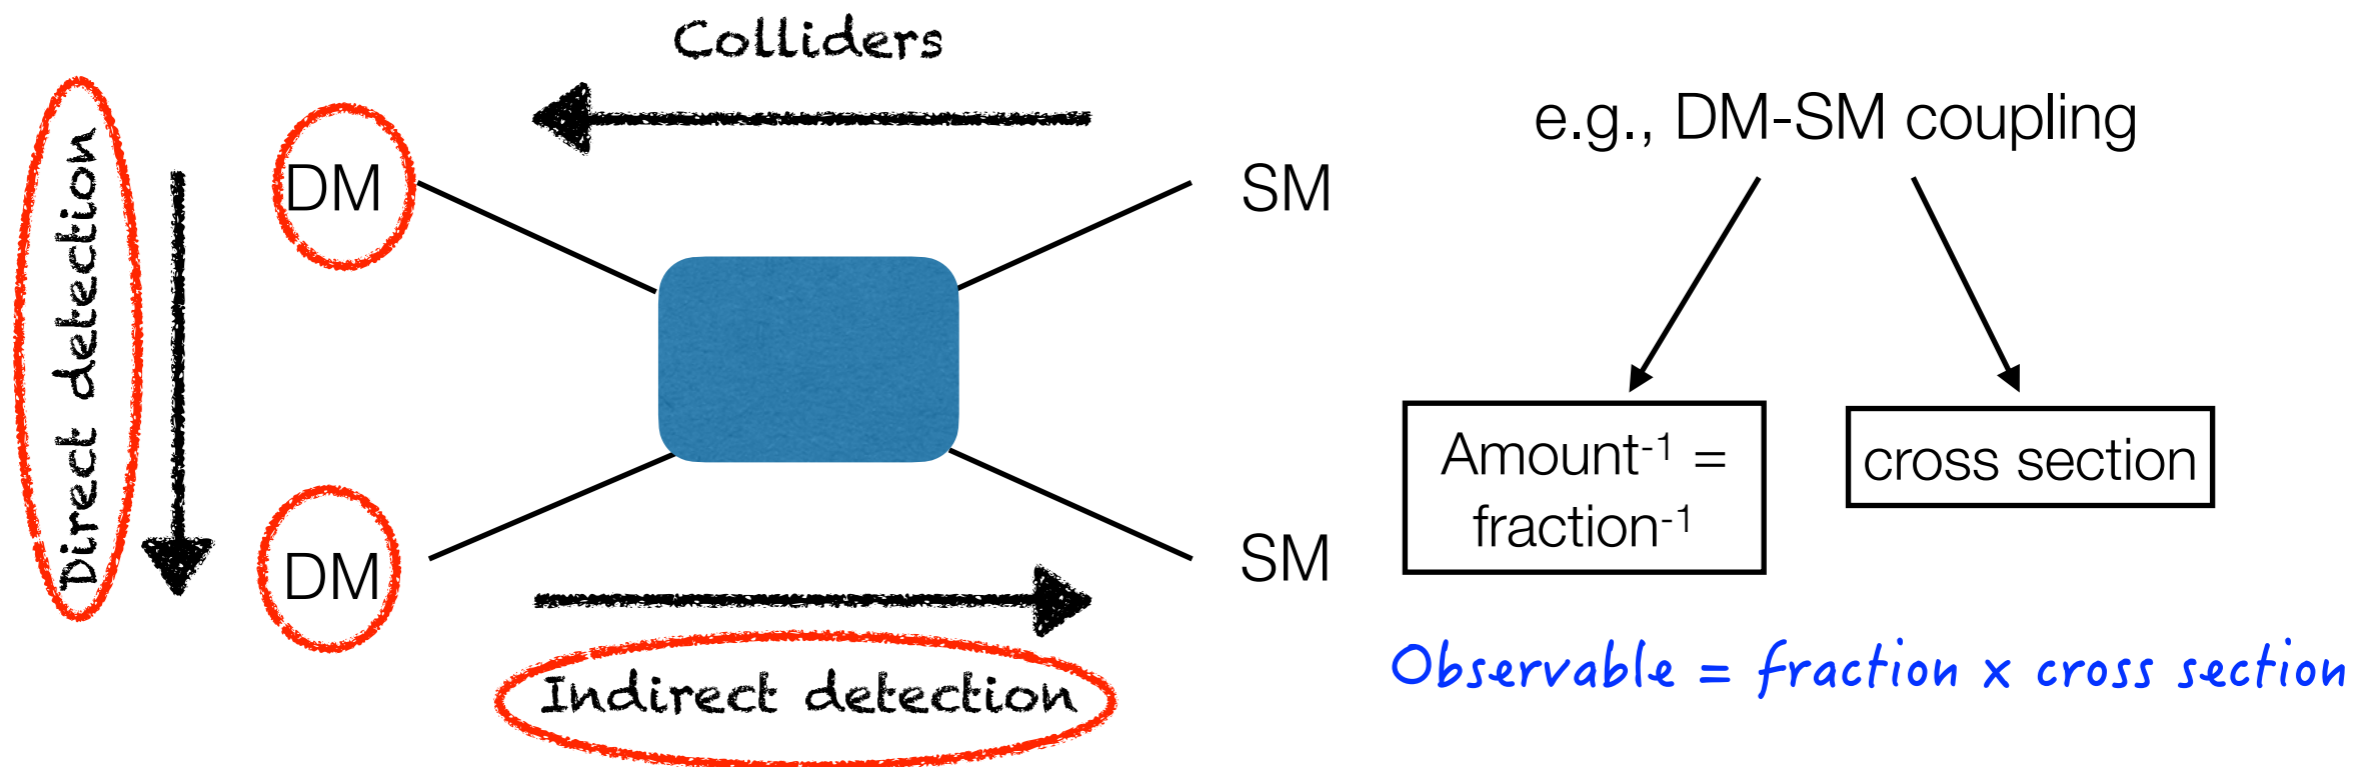 Colliders
Direct detection
DM
SM
DM
SM
Indirect detection
e.g., DM-SM coupling
Amount⁻¹ =
fraction⁻¹
cross section
Observable = fraction x cross section